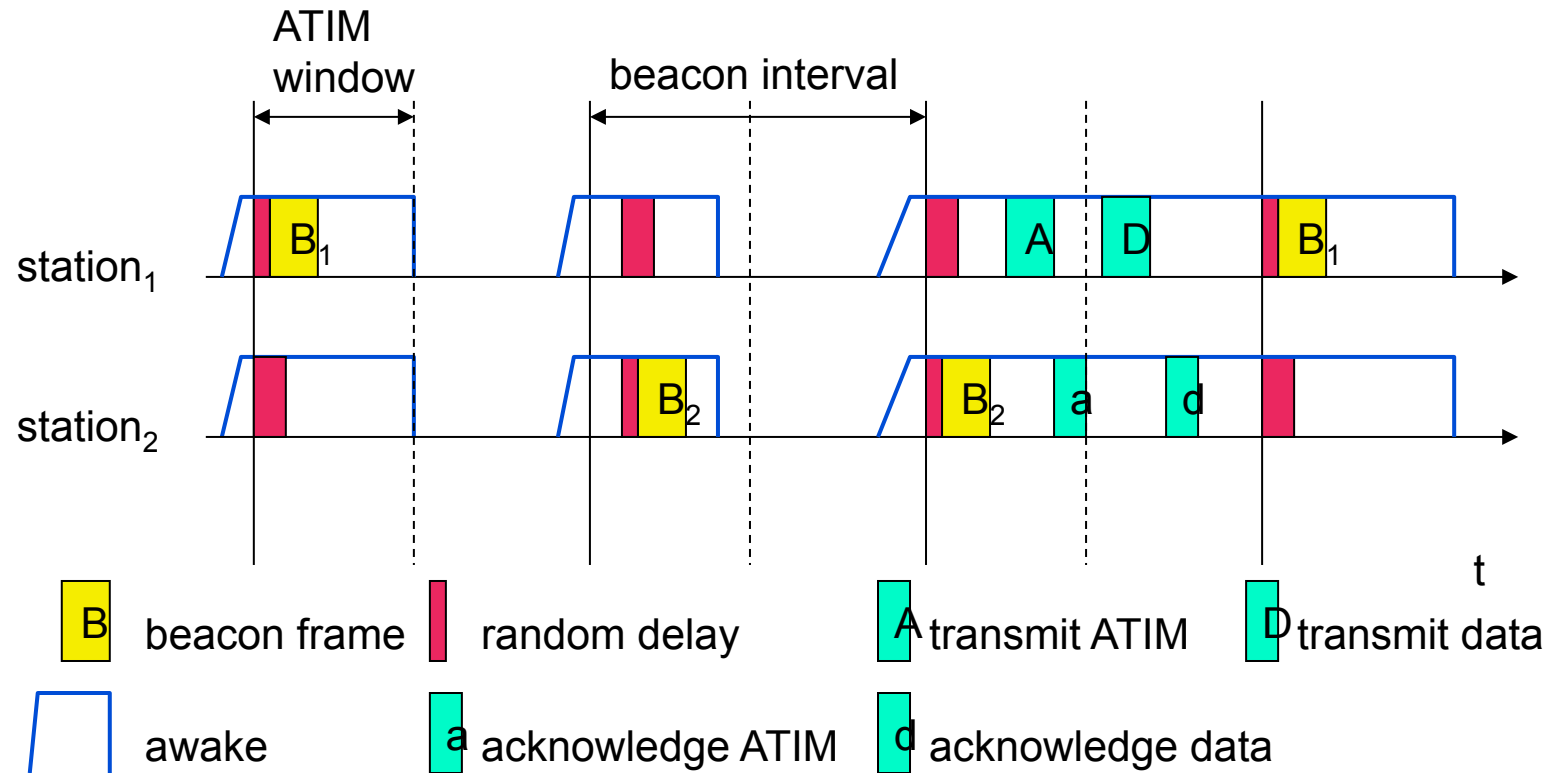 ATIM
window
beacon interval
station₁
B₁
A
D
B₁
station₂
B₂
B₂
a
d
t
B beacon frame
random delay
A transmit ATIM
D transmit data
awake
a acknowledge ATIM
d acknowledge data